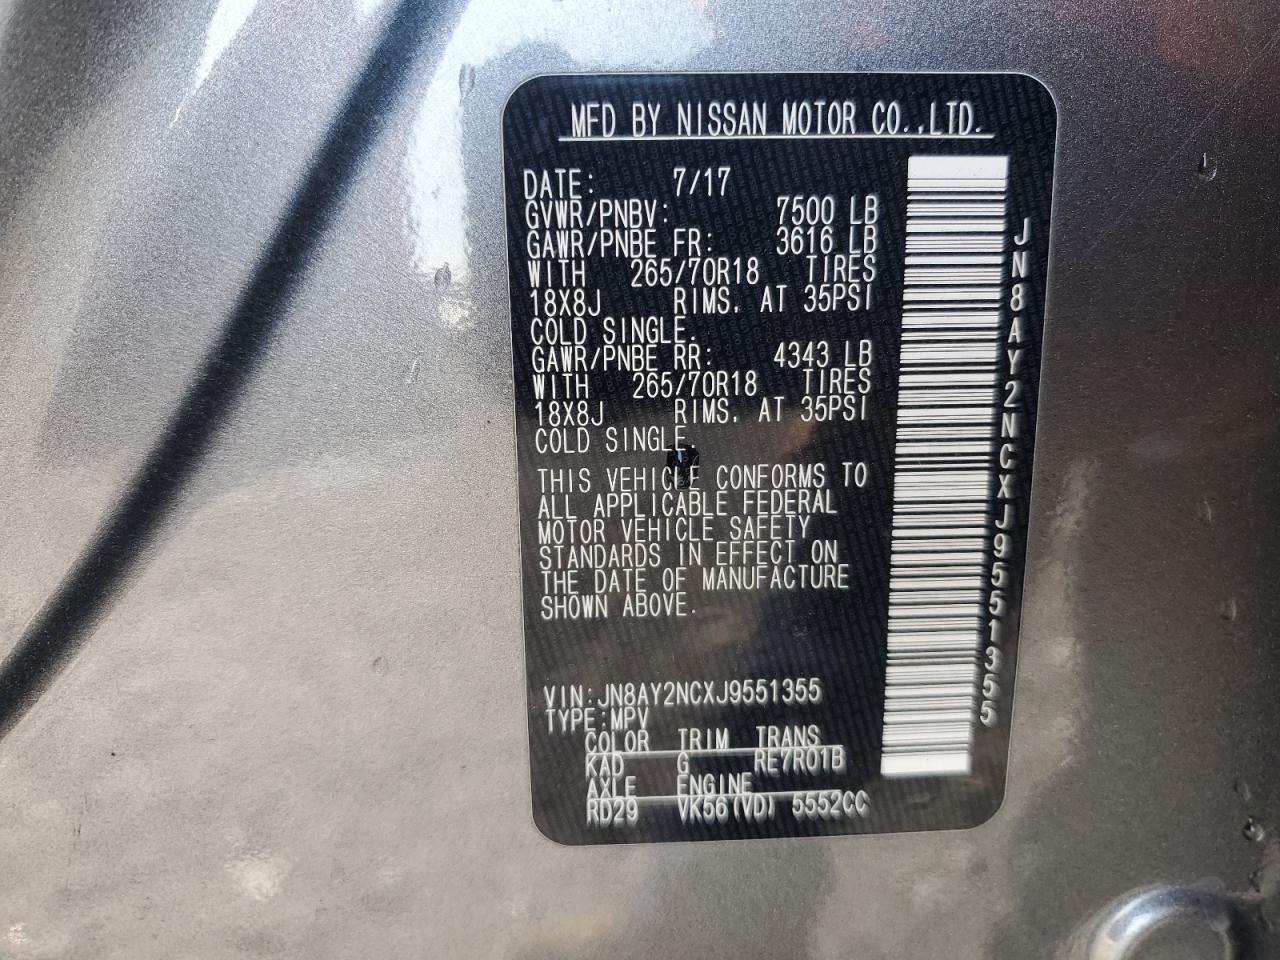 MFD BY NISSAN MOTOR CO.,LTD.
DATE: 7/17
GVWR/PNBV: 7500 LB
GAWR/PNBE FR: 3616 LB
WITH 265/70R18 TIRES
18X8J RIMS, AT 35PSI
COLD SINGLE.
GAWR/PNBE RR: 4343 LB
WITH 265/70R18 TIRES
18X8J RIMS, AT 35PSI
COLD SINGLE.
THIS VEHICLE CONFORMS TO
ALL APPLICABLE FEDERAL
MOTOR VEHICLE SAFETY
STANDARDS IN EFFECT ON
THE DATE OF MANUFACTURE
SHOWN ABOVE.
VIN:JN8AY2NCXJ9551355
TYPE:MPV
COLOR TRIM TRANS
KAD G RE7R01B
AXLE ENGINE
RD29 VK56(VD) 5552CC
JN8AY2NCXJ9551355